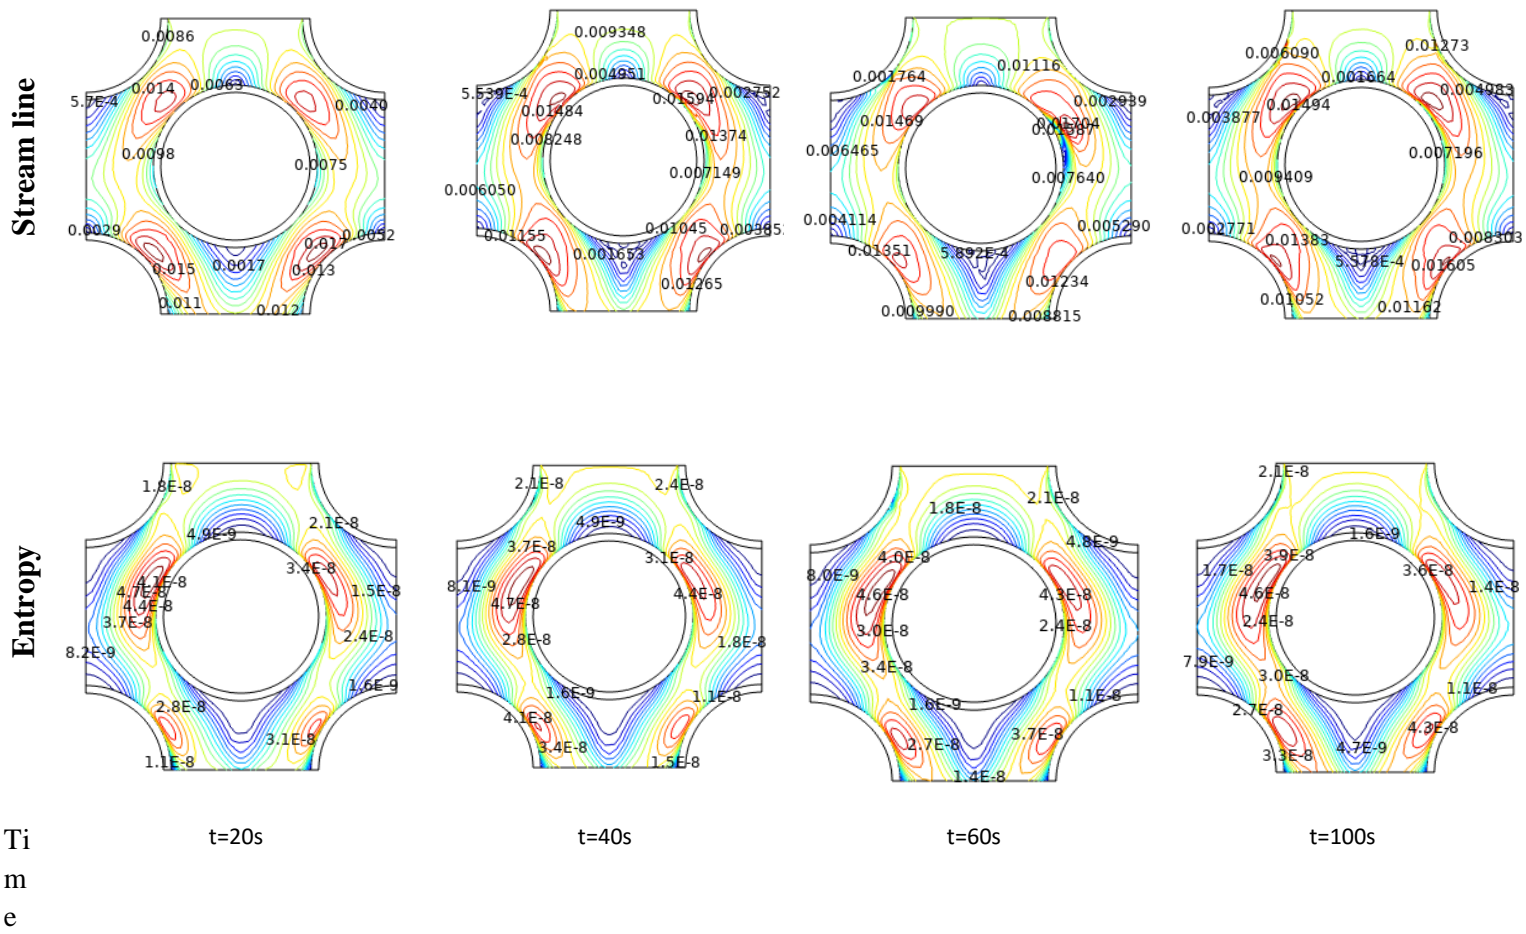 Stream line
0.0086
0.014
0.0063
5.7E-4
0.0040
0.0098
0.0075
0.0029
0.0052
0.017
0.015
0.0017
0.013
0.011
0.012
0.009348
0.004951
5.539E-4
0.01594
0.002752
0.01484
0.01374
0.008248
0.007149
0.006050
0.01155
0.01045
0.00385
0.001653
0.01265
0.01116
0.001764
0.002939
0.01469
0.01704
0.01587
0.006465
0.007640
0.004114
0.005290
0.01351
5.892E-4
0.01234
0.009990
0.008815
0.01273
0.006090
0.001664
0.004983
0.01494
0.003877
0.007196
0.009409
0.002771
0.01383
0.008303
5.578E-4
0.01605
0.01052
0.01162
Entropy
1.8E-8
2.1E-8
4.9E-9
3.4E-8
4.1E-8
4.7E-8
1.5E-8
4.4E-8
3.7E-8
2.4E-8
8.2E-9
1.6E-9
2.8E-8
3.1E-8
1.1E-8
2.1E-8
2.4E-8
4.9E-9
3.7E-8
3.1E-8
8.1E-9
4.4E-8
4.7E-8
2.8E-8
1.8E-8
1.6E-9
1.1E-8
4.1E-8
3.4E-8
1.5E-8
2.1E-8
1.8E-8
4.8E-9
4.0E-8
8.0E-9
4.6E-8
4.3E-8
3.0E-8
2.4E-8
3.4E-8
1.6E-9
1.1E-8
3.7E-8
2.7E-8
1.4E-8
2.1E-8
1.6E-9
3.9E-8
1.7E-8
3.6E-8
1.4E-8
4.6E-8
2.4E-8
7.9E-9
3.0E-8
1.1E-8
2.7E-8
4.3E-8
4.7E-9
3.3E-8
Ti
m
e
t=20s
t=40s
t=60s
t=100s